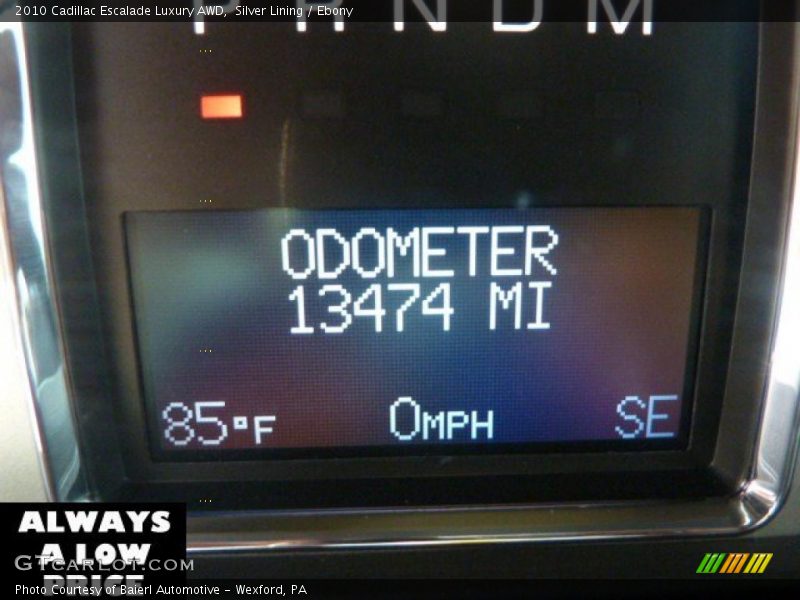 2010 Cadillac Escalade Luxury AWD, Silver Lining / Ebony
P R N D M
ODOMETER
13474 MI
85°F 0MPH SE
ALWAYS
A LOW
PRICE
GTCARLOT.COM
Photo Courtesy of Baierl Automotive - Wexford, PA